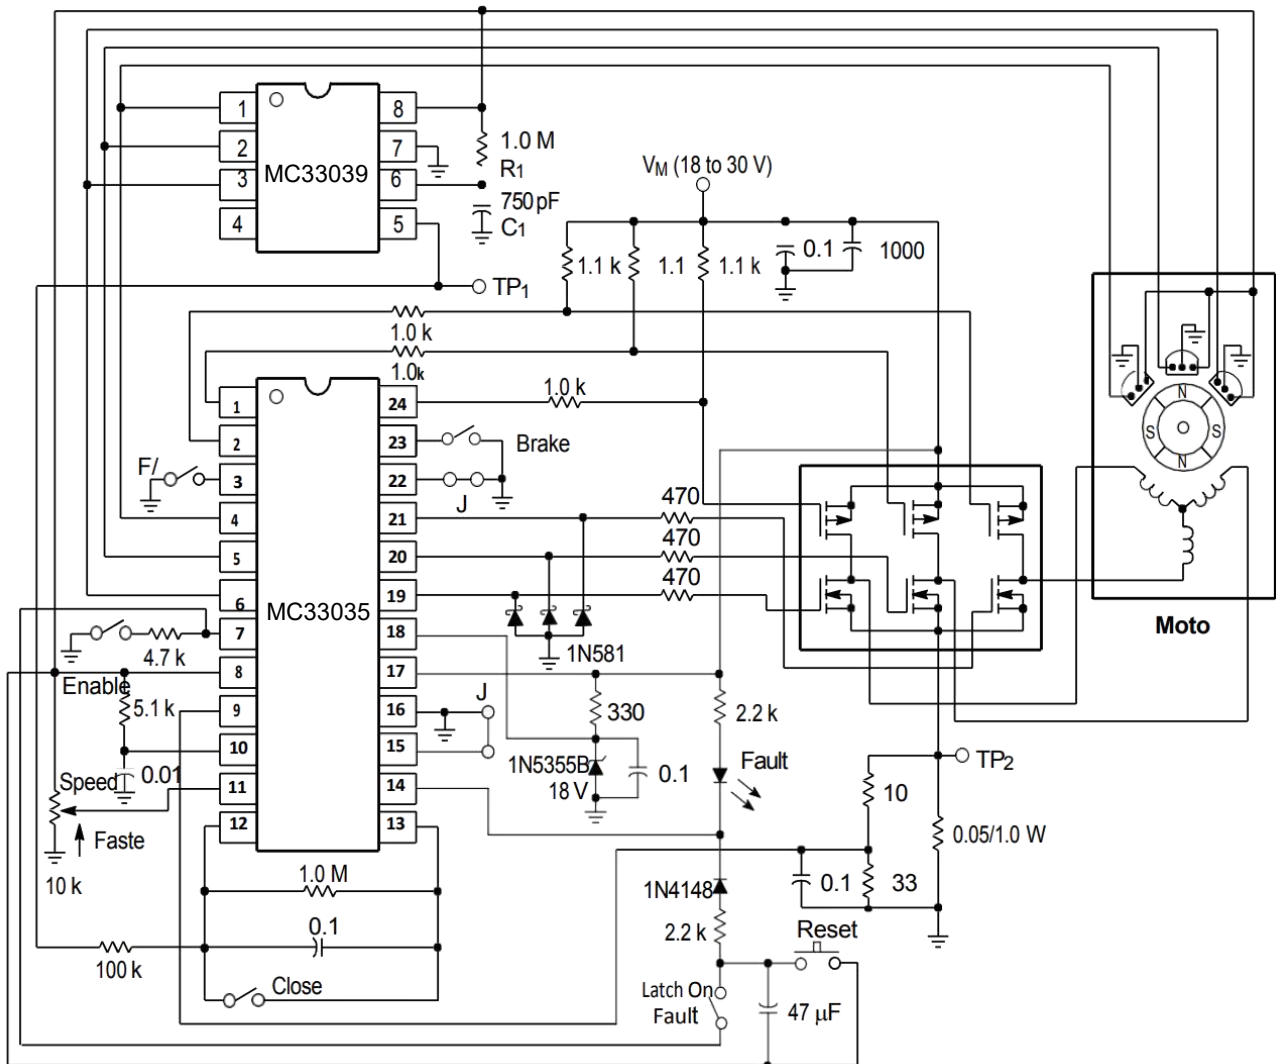 1
2
3
4
MC33039
8
7
6
5
1.0 M
R1
750 pF
C1
TP1
VM (18 to 30 V)
1.1 k
1.1
1.1 k
0.1
1000
1.0 k
1.0k
1.0 k
1
2
3
4
5
6
7
8
9
10
11
12
MC33035
24
23
22
21
20
19
18
17
16
15
14
13
Brake
J
F/
470
470
470
1N581
N
S
S
N
Moto
4.7 k
Enable
5.1 k
0.01
Speed
Faste
10 k
J
330
1N5355B
18 V
0.1
2.2 k
Fault
TP2
10
0.05/1.0 W
0.1
33
1.0 M
0.1
100 k
Close
1N4148
2.2 k
Reset
Latch On
Fault
47 μF